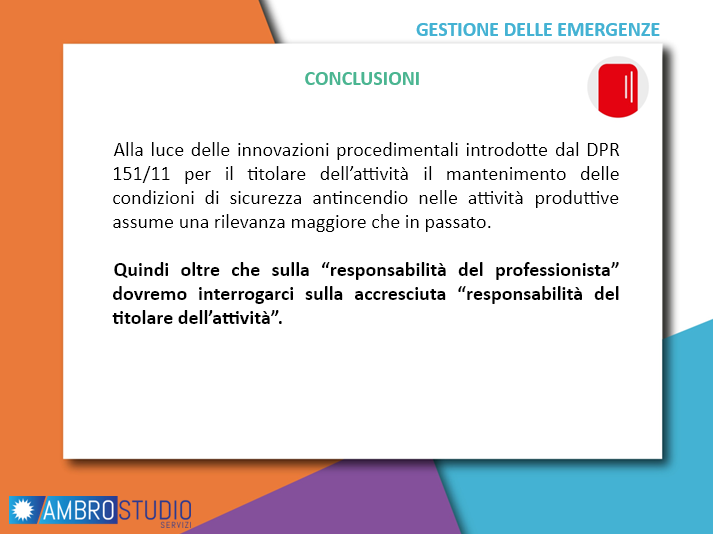 GESTIONE DELLE EMERGENZE
CONCLUSIONI
Alla luce delle innovazioni procedimentali introdotte dal DPR
151/11 per il titolare dell’attività il mantenimento delle
condizioni di sicurezza antincendio nelle attività produttive
assume una rilevanza maggiore che in passato.
Quindi oltre che sulla “responsabilità del professionista”
dovremo interrogarci sulla accresciuta “responsabilità del
titolare dell’attività”.
AMBROSTUDIO
SERVIZI